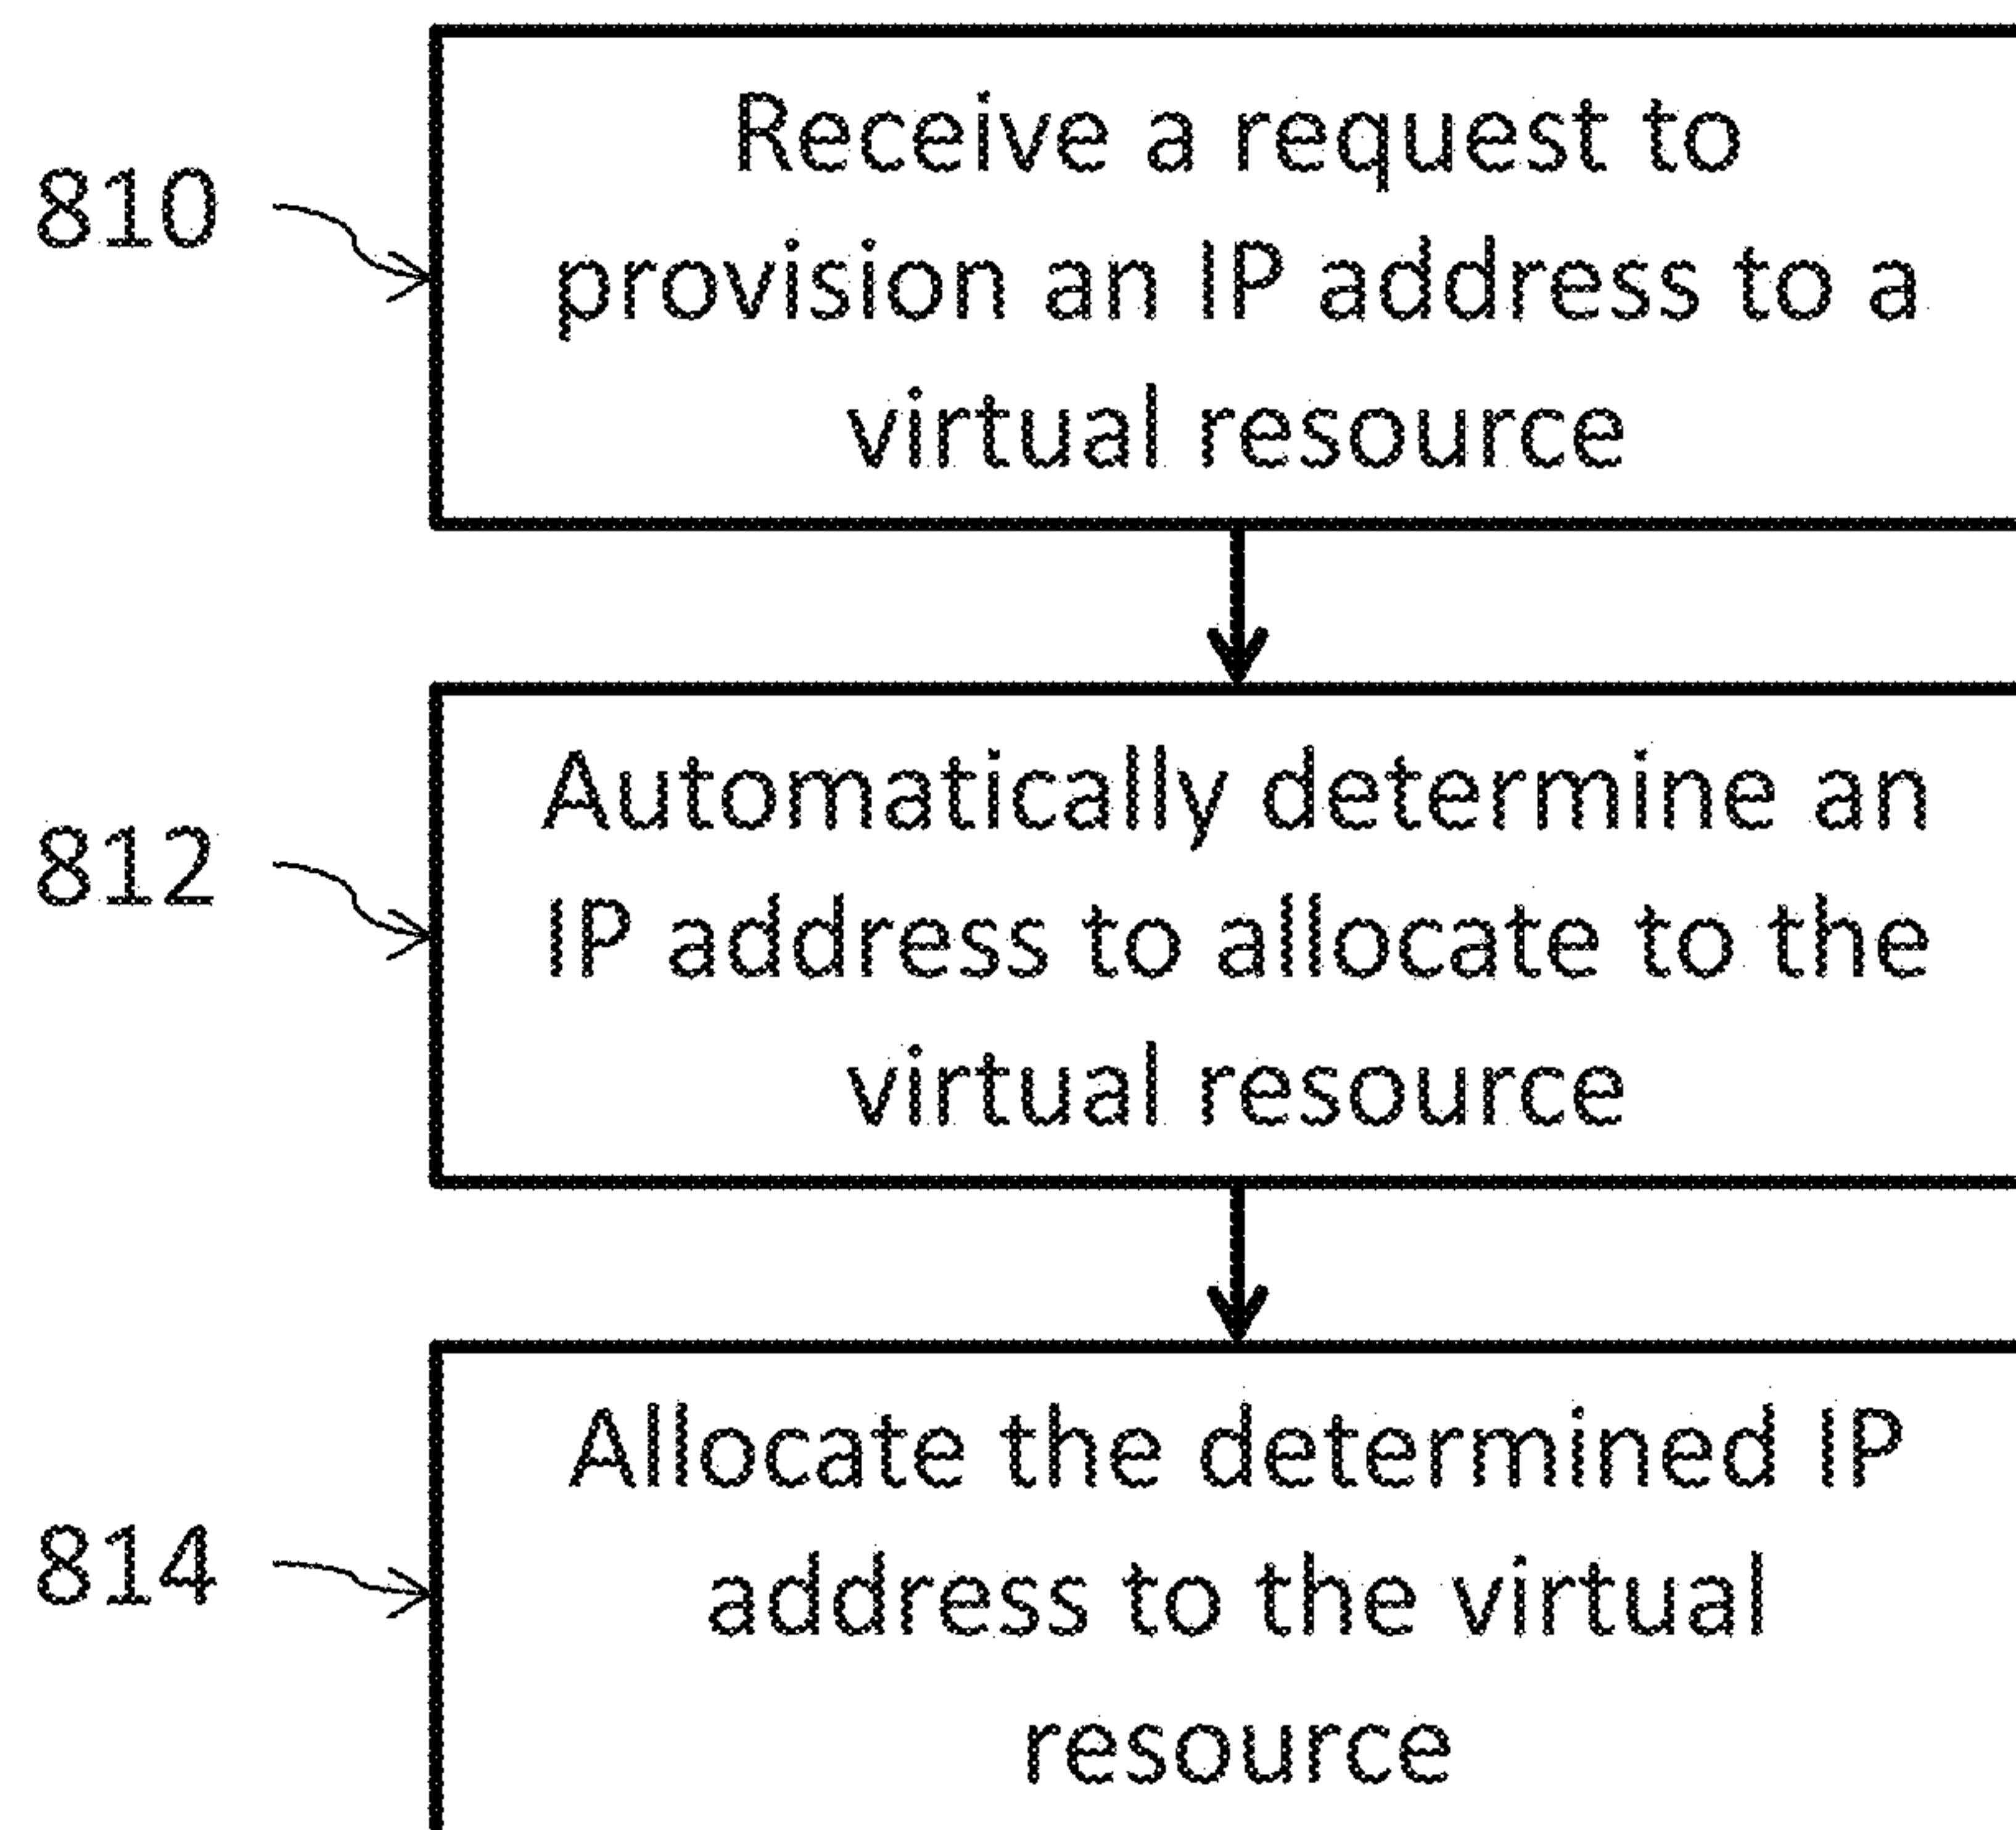 810
Receive a request to
provision an IP address to a
virtual resource
812
Automatically determine an
IP address to allocate to the
virtual resource
814
Allocate the determined IP
address to the virtual
resource